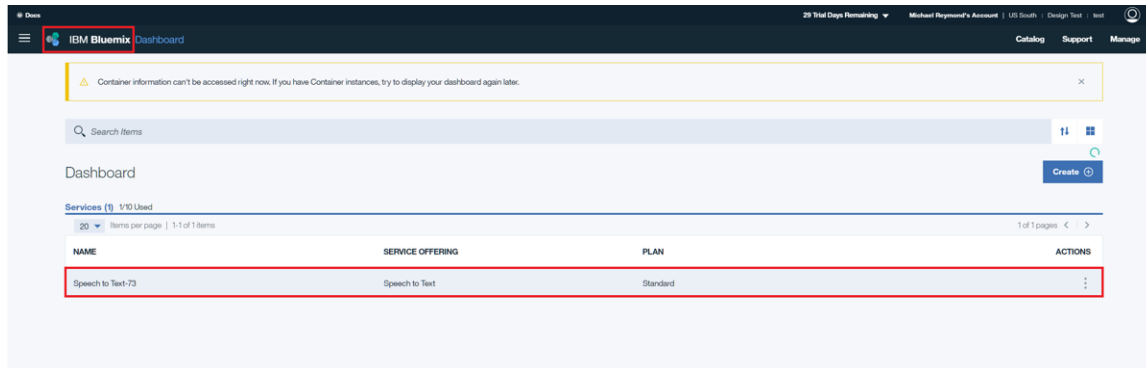 Docs 29 Trial Days Remaining Michael Reymond's Account | US South : Design Test : test
IBM Bluemix Dashboard Catalog Support Manage
Container information can't be accessed right now. If you have Container instances, try to display your dashboard again later.
Search Items
Dashboard Create
Services (1) 1/10 Used
20 Items per page | 1-1 of 1 items 1 of 1 pages
NAME SERVICE OFFERING PLAN ACTIONS
Speech to Text-73 Speech to Text Standard